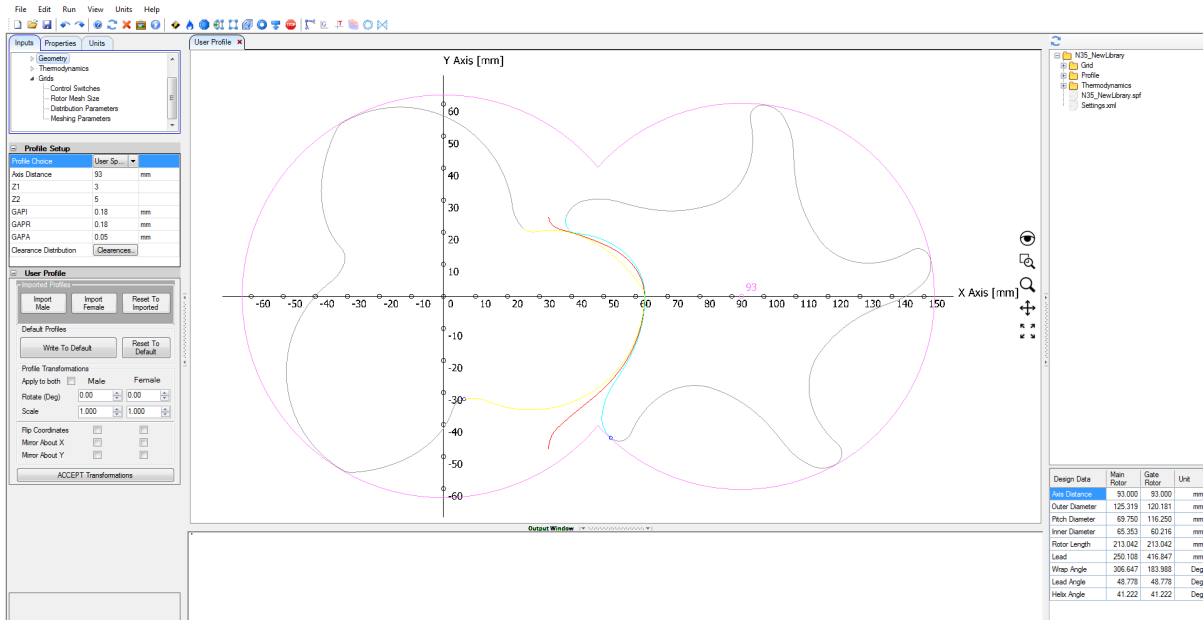 File Edit Run View Units Help
Inputs Properties Units
Geometry
Thermodynamics
Grids
Control Switches
Rotor Mesh Size
Distribution Parameters
Meshing Parameters
Profile Setup
Profile Choice User Sp...
Axis Distance 93 mm
Z1 3
Z2 5
GAPI 0.18 mm
GAPR 0.18 mm
GAPA 0.05 mm
Clearance Distribution Clearences...
User Profile
Imported Profiles
Import Male Import Female Reset To Imported
Default Profiles
Write To Default Reset To Default
Profile Transformations
Apply to both Male Female
Rotate (Deg) 0.00 0.00
Scale 1.000 1.000
Flip Coordinates
Mirror About X
Mirror About Y
ACCEPT Transformations
User Profile
Y Axis [mm]
60
50
40
30
20
10
-60 -50 -40 -30 -20 -10 0 10 20 30 40 50 60 70 80 90 100 110 120 130 140 150
93
X Axis [mm]
-10
-20
-30
-40
-50
-60
Output Window
N35_NewLibrary
Grid
Profile
Thermodynamics
N35_NewLibrary.spf
Settings.xml
Design Data Main Rotor Gate Rotor Unit
Axis Distance 93.000 93.000 mm
Outer Diameter 125.319 120.181 mm
Pitch Diameter 69.750 116.250 mm
Inner Diameter 65.353 60.216 mm
Rotor Length 213.042 213.042 mm
Lead 250.108 416.847 mm
Wrap Angle 306.647 183.988 Deg
Lead Angle 48.778 48.778 Deg
Helix Angle 41.222 41.222 Deg